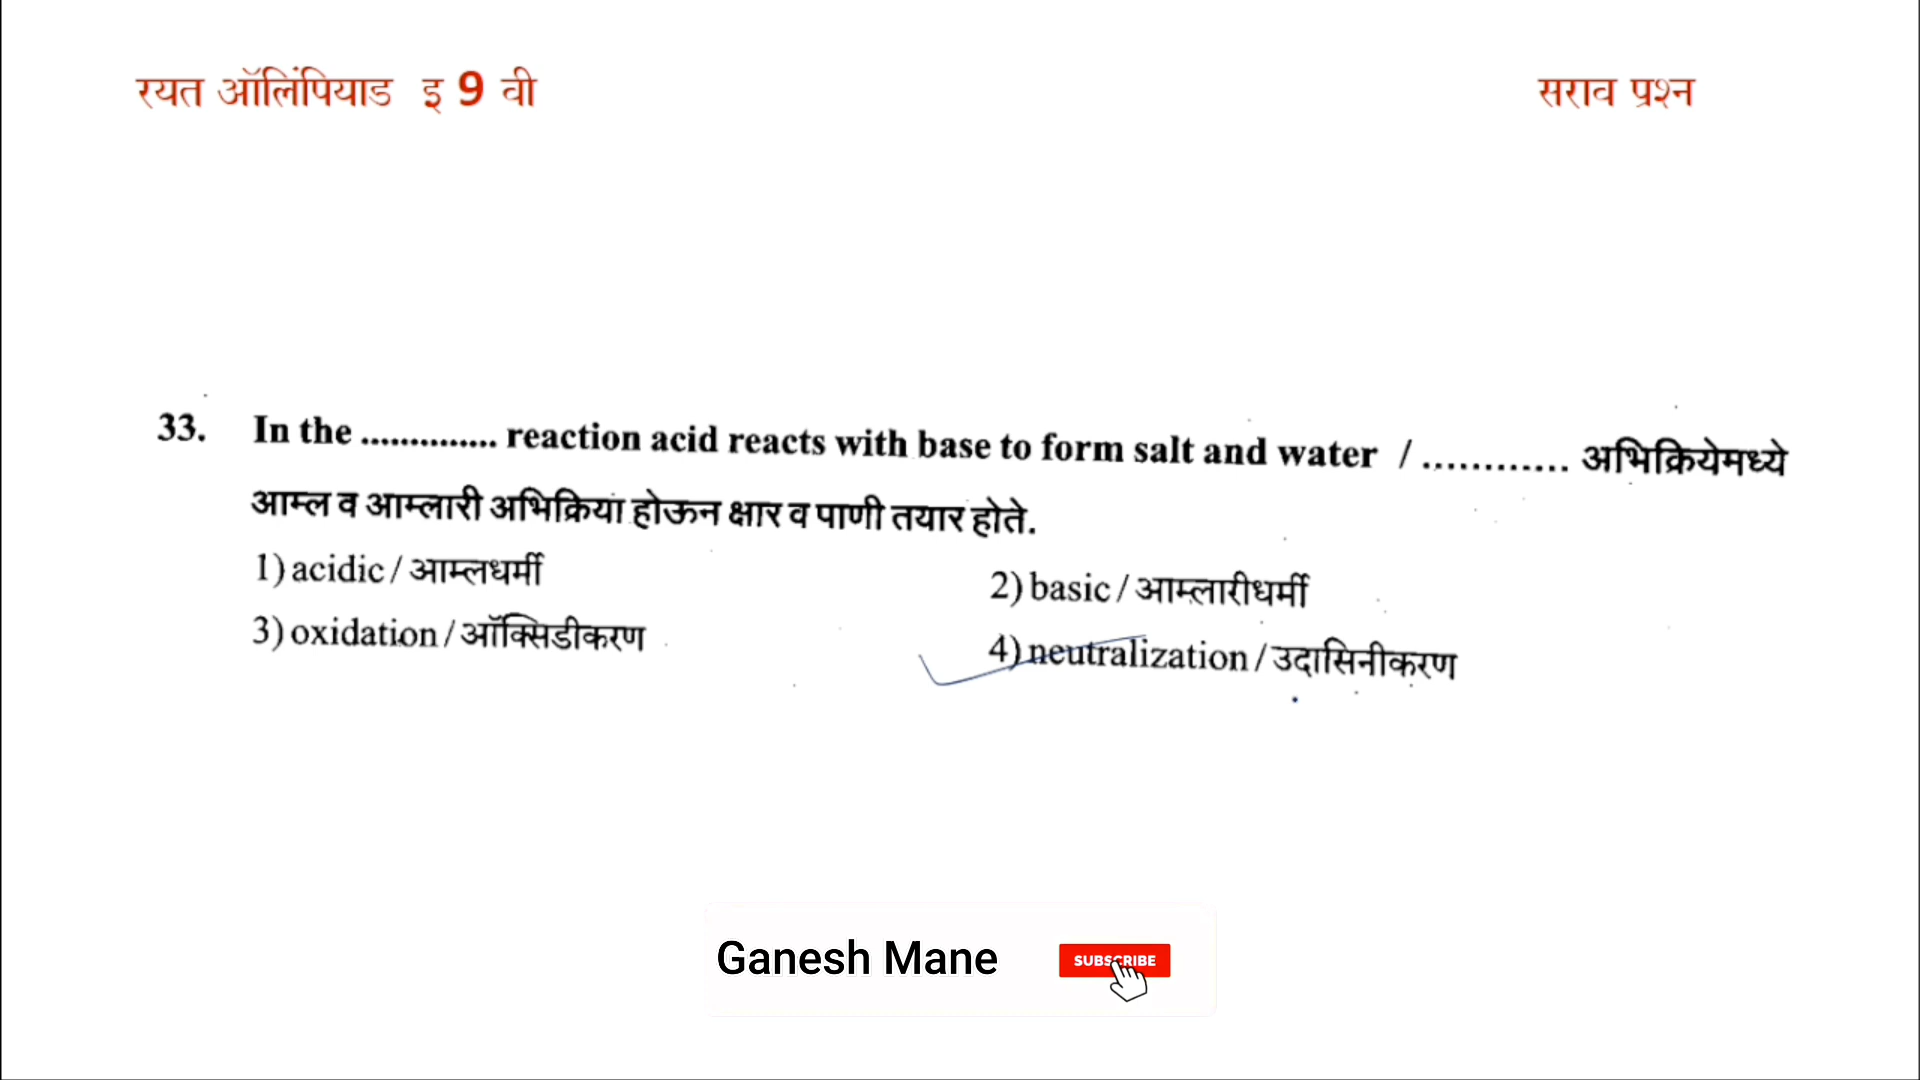 रयत ऑलिंपियाड इ 9 वी
सराव प्रश्न
33. In the .............. reaction acid reacts with base to form salt and water / ............ अभिक्रियेमध्ये
आम्ल व आम्लारी अभिक्रिया होऊन क्षार व पाणी तयार होते.
1) acidic / आम्लधर्मी
2) basic / आम्लारीधर्मी
3) oxidation / ऑक्सिडीकरण
4) neutralization / उदासिनीकरण
Ganesh Mane
SUBSCRIBE